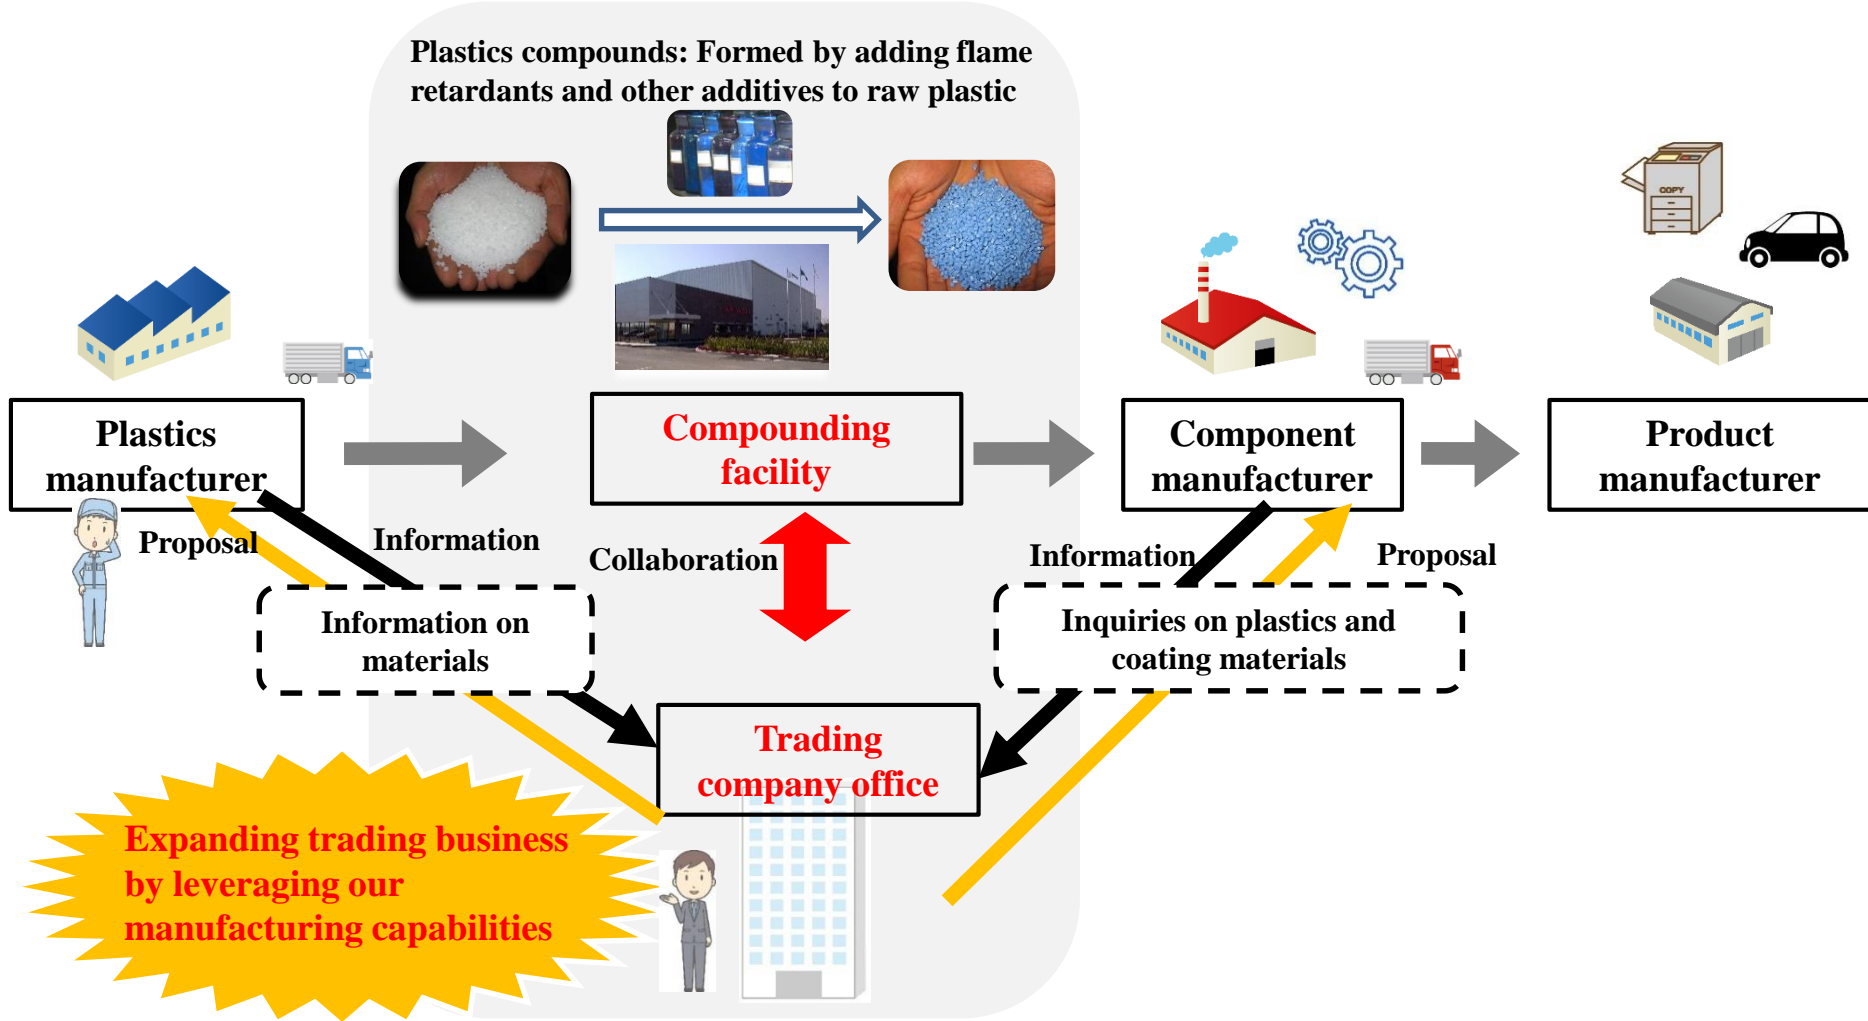 Plastics compounds: Formed by adding flame
retardants and other additives to raw plastic
COPY
Plastics
manufacturer
Compounding
facility
Component
manufacturer
Product
manufacturer
Proposal
Information
Collaboration
Information
Proposal
Information on
materials
Inquiries on plastics and
coating materials
Trading
company office
Expanding trading business
by leveraging our
manufacturing capabilities